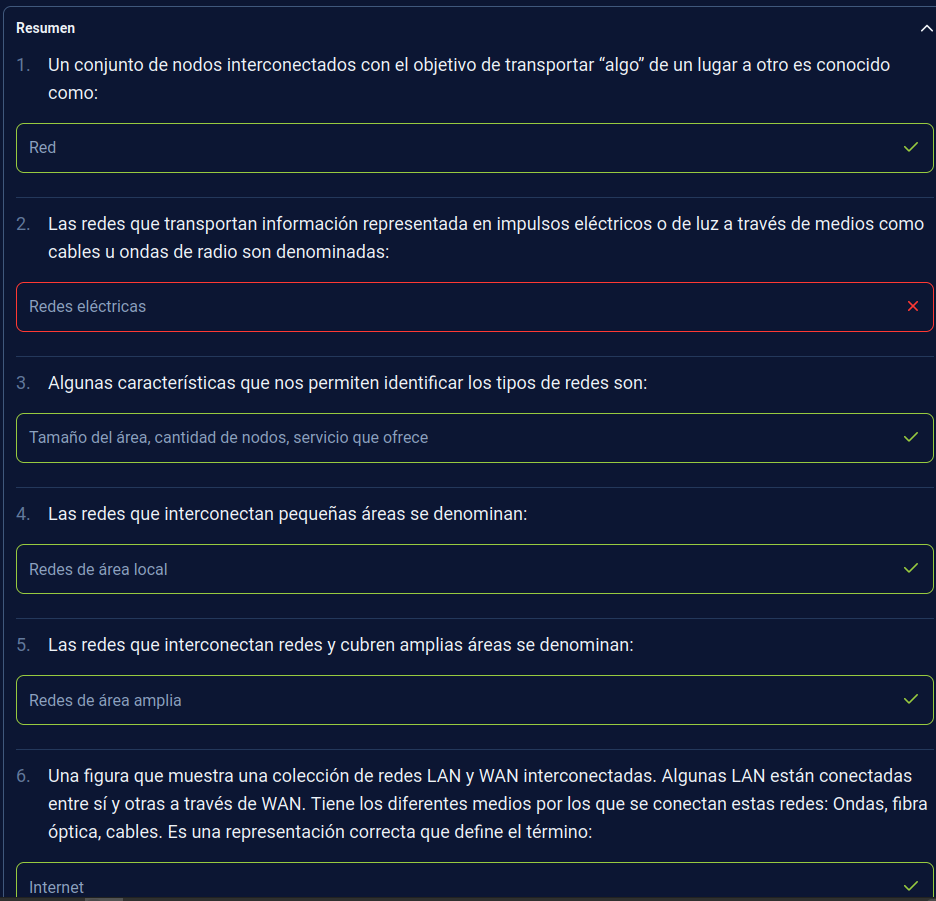 Resumen
1. Un conjunto de nodos interconectados con el objetivo de transportar “algo” de un lugar a otro es conocido
como:
Red
2. Las redes que transportan información representada en impulsos eléctricos o de luz a través de medios como
cables u ondas de radio son denominadas:
Redes eléctricas
3. Algunas características que nos permiten identificar los tipos de redes son:
Tamaño del área, cantidad de nodos, servicio que ofrece
4. Las redes que interconectan pequeñas áreas se denominan:
Redes de área local
5. Las redes que interconectan redes y cubren amplias áreas se denominan:
Redes de área amplia
6. Una figura que muestra una colección de redes LAN y WAN interconectadas. Algunas LAN están conectadas
entre sí y otras a través de WAN. Tiene los diferentes medios por los que se conectan estas redes: Ondas, fibra
óptica, cables. Es una representación correcta que define el término:
Internet